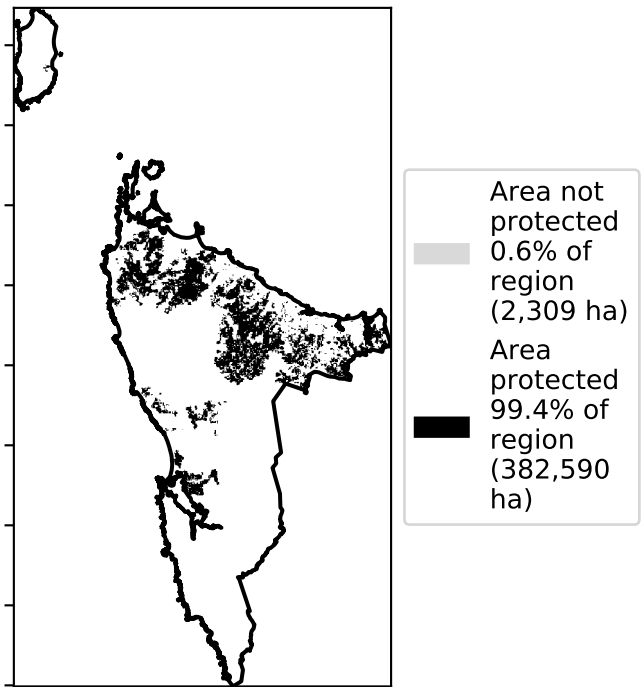 Area not
protected
0.6% of
region
(2,309 ha)
Area
protected
99.4% of
region
(382,590
ha)